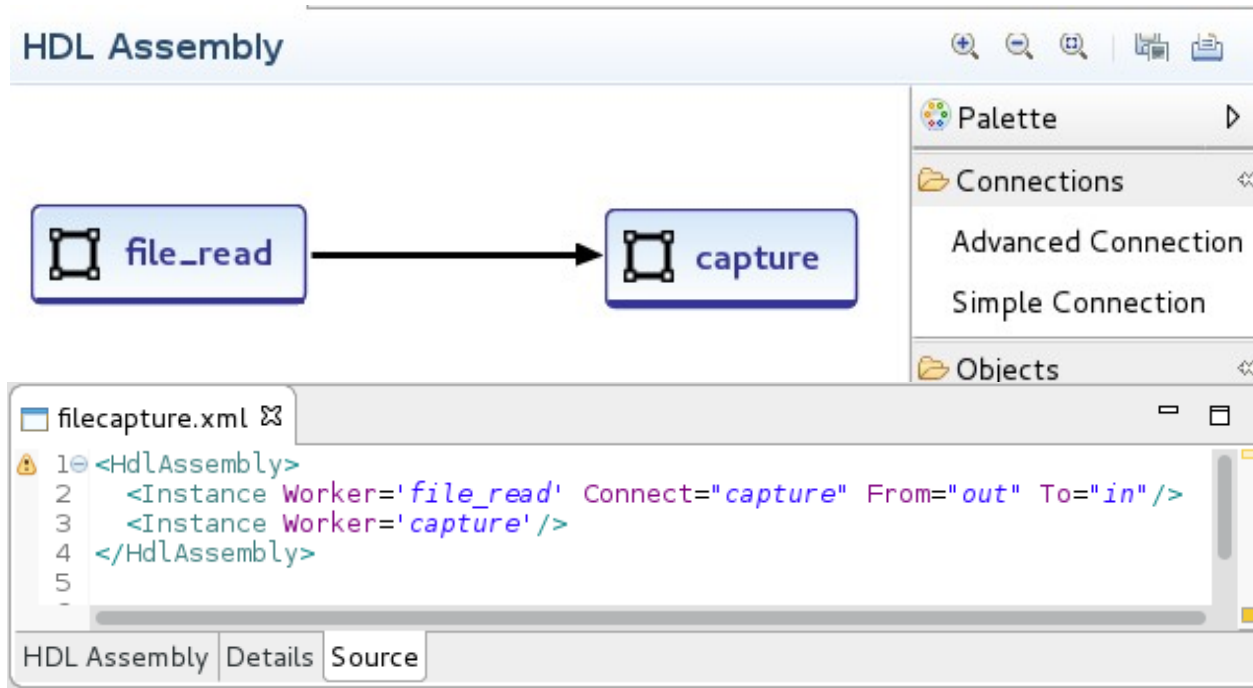 HDL Assembly
Palette
Connections
file_read
capture
Advanced Connection
Simple Connection
Objects
filecapture.xml
1 <HdlAssembly>
2 <Instance Worker='file_read' Connect="capture" From="out" To="in"/>
3 <Instance Worker='capture'/>
4 </HdlAssembly>
5
HDL Assembly Details Source